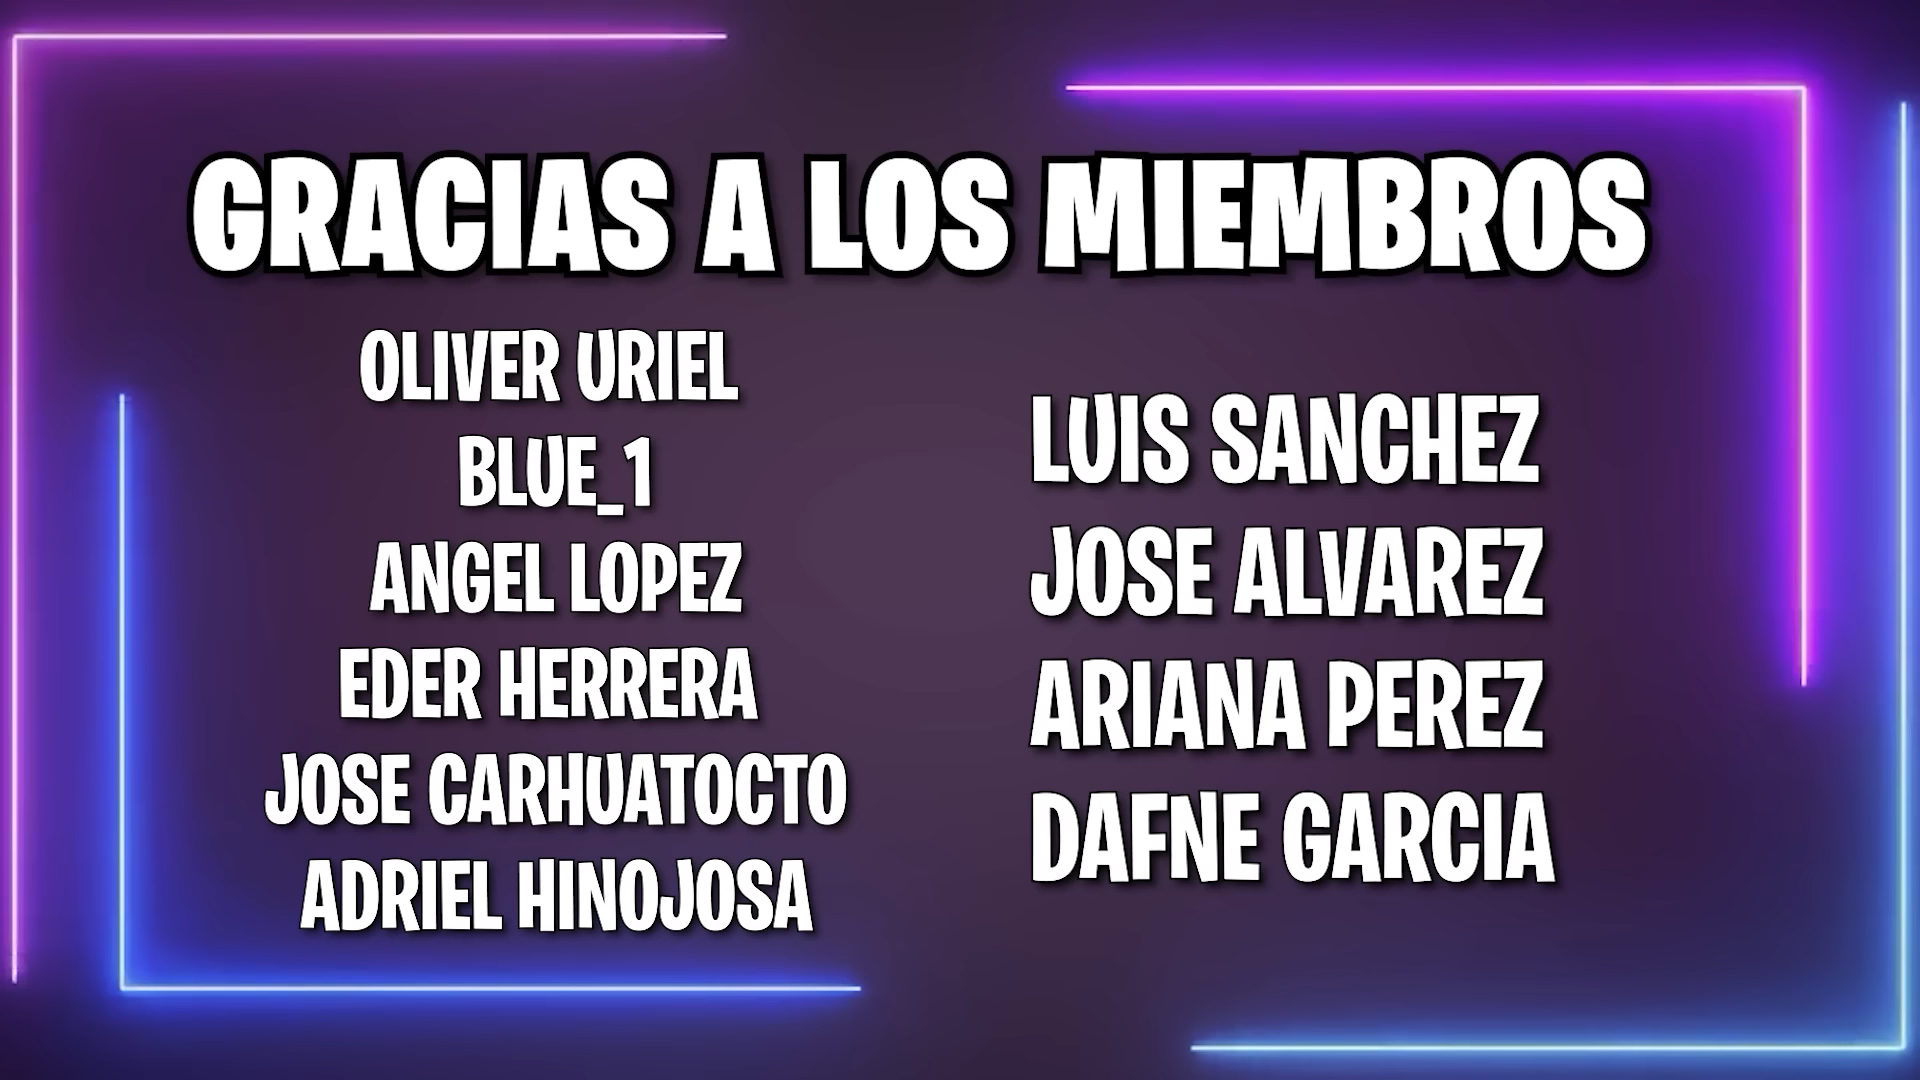 GRACIAS A LOS MIEMBROS
OLIVER URIEL
BLUE_1
ANGEL LOPEZ
EDER HERRERA
JOSE CARHUATOCTO
ADRIEL HINOJOSA
LUIS SANCHEZ
JOSE ALVAREZ
ARIANA PEREZ
DAFNE GARCIA